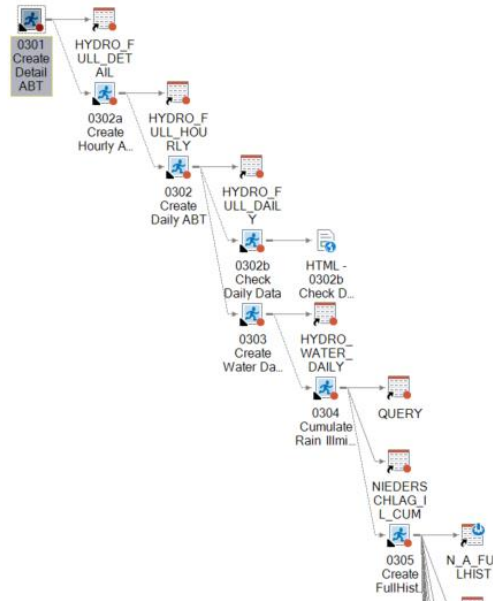 0301
Create
Detail
ABT
HYDRO_F
ULL_DET
AIL
0302a
Create
Hourly A...
HYDRO_F
ULL_HOU
RLY
0302
Create
Daily ABT
HYDRO_F
ULL_DAIL
Y
0302b
Check
Daily Data
HTML -
0302b
Check D...
0303
Create
Water Da...
HYDRO_
WATER_
DAILY
0304
Cumulate
Rain Illmi...
QUERY
NIEDERS
CHLAG_I
L_CUM
0305
Create
FullHist...
N_A_FU
LHIST